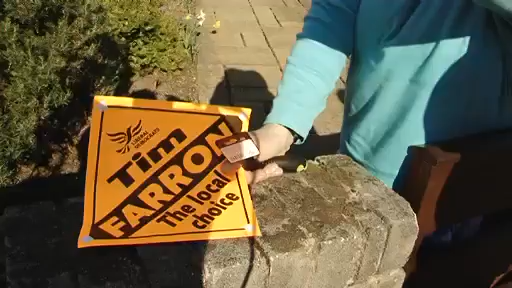 LIBERAL
DEMOCRATS
Tim
FARRON
The local
choice